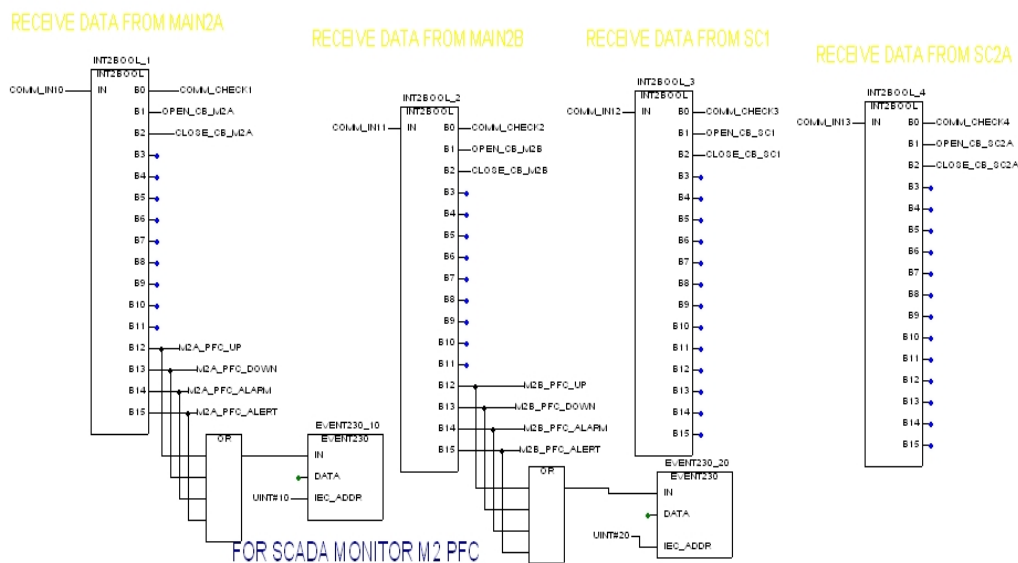 RECEIVE DATA FROM MAIN2A
RECEIVE DATA FROM MAIN2B
RECEIVE DATA FROM SC1
RECEIVE DATA FROM SC2A
INT2BOOL_1
INT2BOOL
COMM_IN10
IN
B0
COMM_CHECK1
B1
OPEN_CB_M2A
B2
CLOSE_CB_M2A
B3
B4
B5
B6
B7
B8
B9
B10
B11
B12
M2A_PFC_UP
B13
M2A_PFC_DOWN
B14
M2A_PFC_ALARM
B15
M2A_PFC_ALERT
OR
EVENT230_10
EVENT230
IN
DATA
UINT#10
IEC_ADDR
INT2BOOL_2
INT2BOOL
COMM_IN11
IN
B0
COMM_CHECK2
B1
OPEN_CB_M2B
B2
CLOSE_CB_M2B
B3
B4
B5
B6
B7
B8
B9
B10
B11
B12
M2B_PFC_UP
B13
M2B_PFC_DOWN
B14
M2B_PFC_ALARM
B15
M2B_PFC_ALERT
OR
EVENT230_20
EVENT230
IN
DATA
UINT#20
IEC_ADDR
INT2BOOL_3
INT2BOOL
COMM_IN12
IN
B0
COMM_CHECK3
B1
OPEN_CB_SC1
B2
CLOSE_CB_SC1
B3
B4
B5
B6
B7
B8
B9
B10
B11
B12
B13
B14
B15
INT2BOOL_4
INT2BOOL
COMM_IN13
IN
B0
COMM_CHECK4
B1
OPEN_CB_SC2A
B2
CLOSE_CB_SC2A
B3
B4
B5
B6
B7
B8
B9
B10
B11
B12
B13
B14
B15
FOR SCADA MONITOR M2 PFC